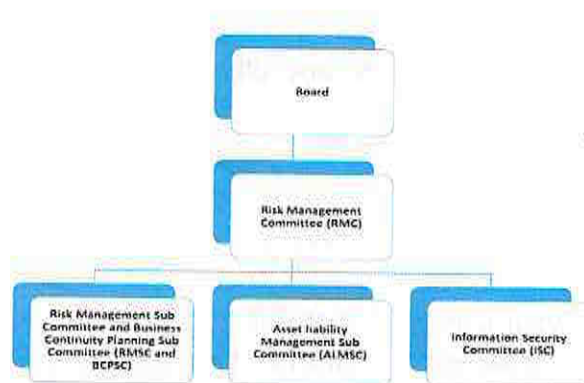 Board
Risk Management
Committee (RMC)
Risk Management Sub
Committee and Business
Continuity Planning Sub
Committee (RMSC and
BCPSC)
Asset liability
Management Sub
Committee (ALMSC)
Information Security
Committee (ISC)